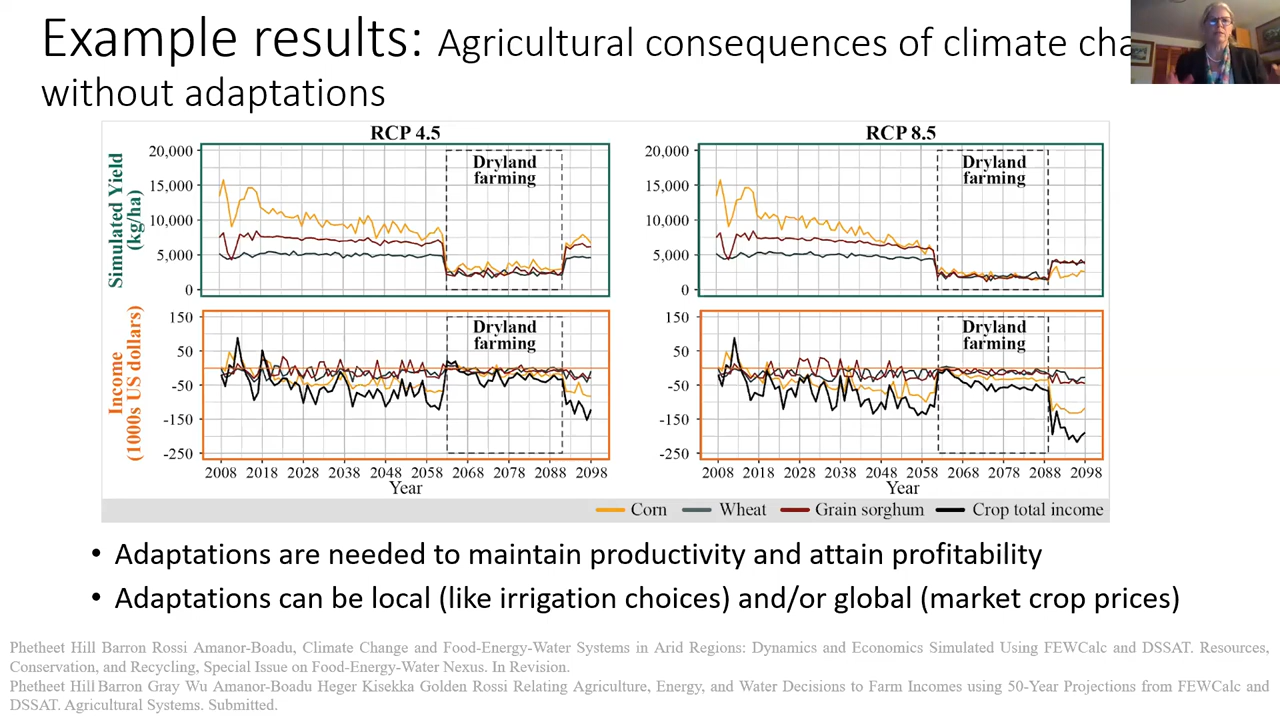 Example results: Agricultural consequences of climate cha
without adaptations
RCP 4.5
RCP 8.5
Simulated Yield
(kg/ha)
20,000
15,000
10,000
5,000
0
Dryland
farming
20,000
15,000
10,000
5,000
0
Dryland
farming
Income
(1000s US dollars)
150
50
-50
-150
-250
Dryland
farming
150
50
-50
-150
-250
Dryland
farming
2008 2018 2028 2038 2048 2058 2068 2078 2088 2098
Year
2008 2018 2028 2038 2048 2058 2068 2078 2088 2098
Year
Corn Wheat Grain sorghum Crop total income
• Adaptations are needed to maintain productivity and attain profitability
• Adaptations can be local (like irrigation choices) and/or global (market crop prices)
Phetheet Hill Barron Rossi Amanor-Boadu, Climate Change and Food-Energy-Water Systems in Arid Regions: Dynamics and Economics Simulated Using FEWCalc and DSSAT. Resources,
Conservation, and Recycling, Special Issue on Food-Energy-Water Nexus. In Revision.
Phetheet Hill Barron Gray Wu Amanor-Boadu Heger Kisekka Golden Rossi Relating Agriculture, Energy, and Water Decisions to Farm Incomes using 50-Year Projections from FEWCalc and
DSSAT. Agricultural Systems. Submitted.